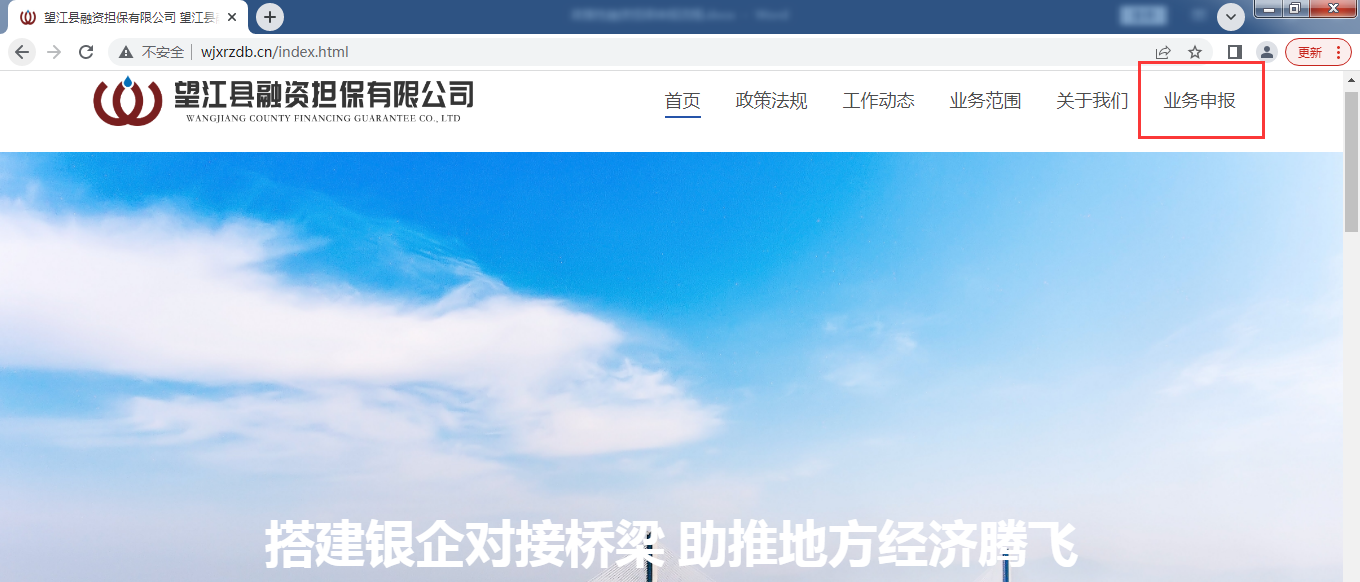 望江县融资担保有限公司 望江县
不安全 wjxrzdb.cn/index.html 更新
望江县融资担保有限公司
WANGJIANG COUNTY FINANCING GUARANTEE CO., LTD
首页 政策法规 工作动态 业务范围 关于我们 业务申报
搭建银企对接桥梁 助推地方经济腾飞